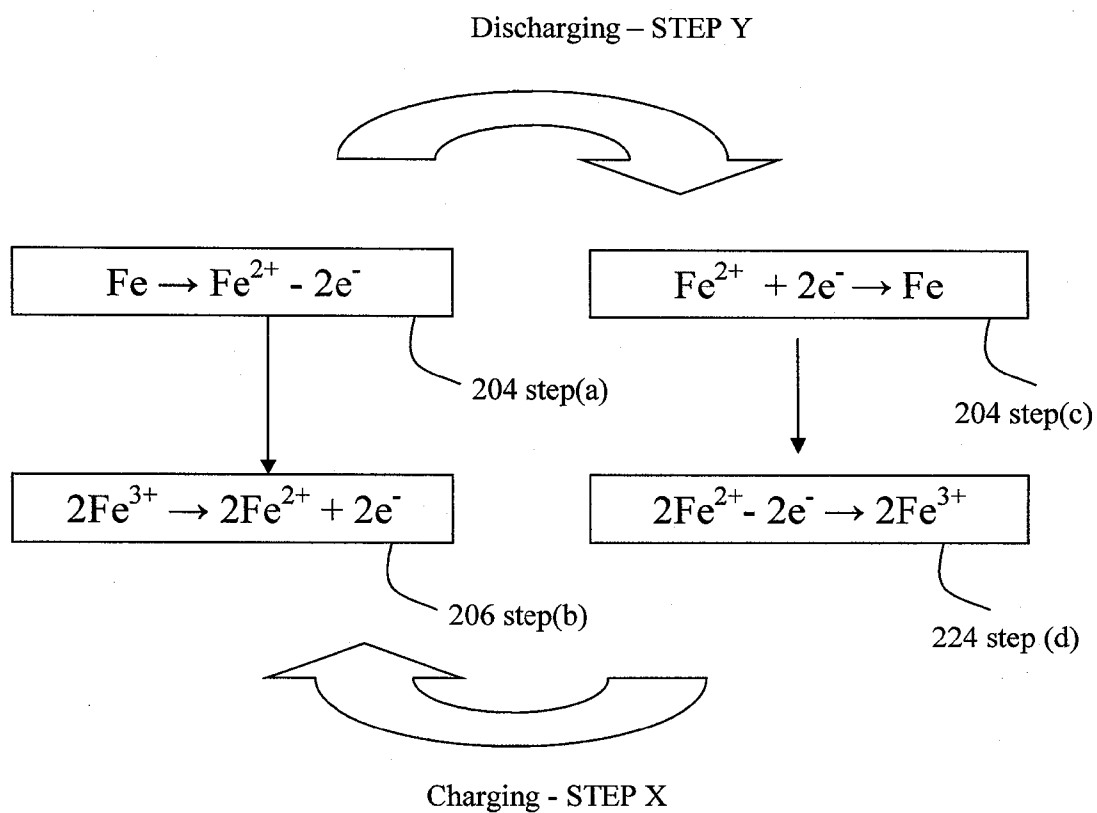 Discharging – STEP Y
Fe → Fe²⁺ - 2e⁻
Fe²⁺ + 2e⁻ → Fe
204 step(a)
204 step(c)
2Fe³⁺ → 2Fe²⁺ + 2e⁻
2Fe²⁺ - 2e⁻ → 2Fe³⁺
206 step(b)
224 step (d)
Charging - STEP X